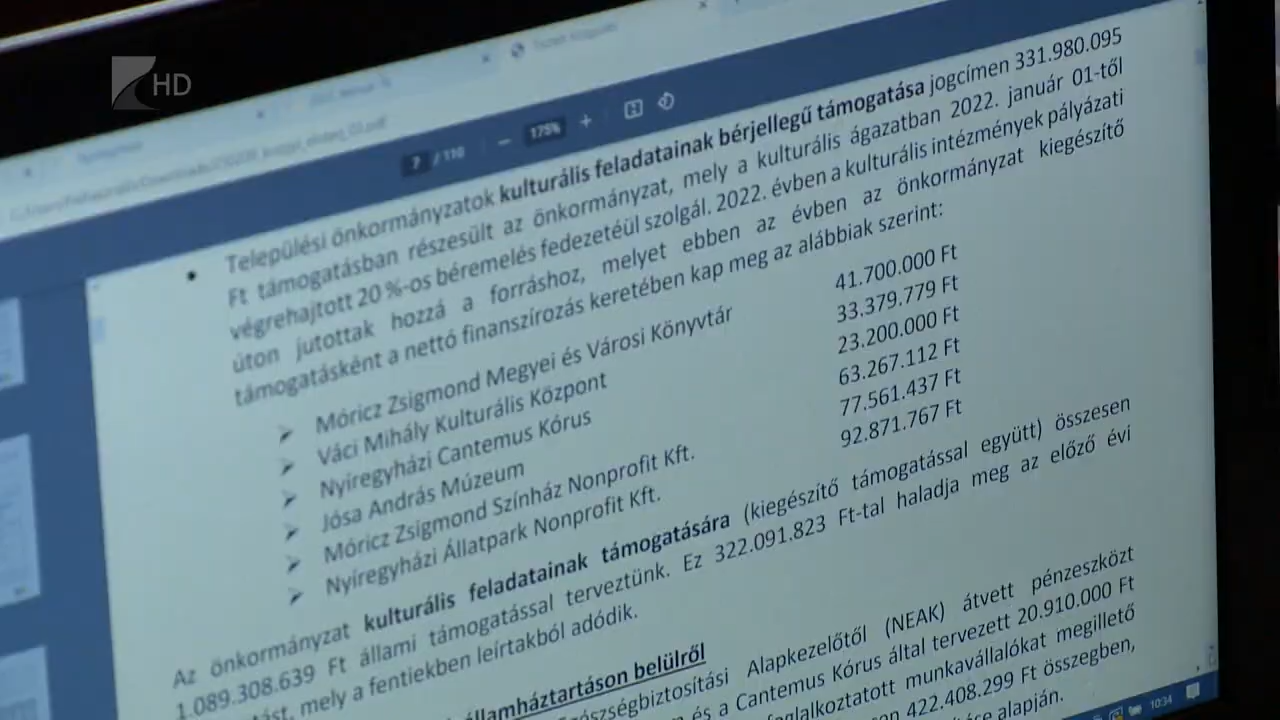 HD
7 / 110
175%
Települési önkormányzatok kulturális feladatainak bérjellegű támogatása jogcímen 331.980.095
Ft támogatásban részesült az önkormányzat, mely a kulturális ágazatban 2022. január 01-től
végrehajtott 20 %-os béremelés fedezetéül szolgál. 2022. évben a kulturális intézmények pályázati
úton jutottak hozzá a forráshoz, melyet ebben az évben az önkormányzat kiegészítő
támogatásként a nettó finanszírozás keretében kap meg az alábbiak szerint:
Móricz Zsigmond Megyei és Városi Könyvtár 41.700.000 Ft
Váci Mihály Kulturális Központ 33.379.779 Ft
Nyíregyházi Cantemus Kórus 23.200.000 Ft
Jósa András Múzeum 63.267.112 Ft
Móricz Zsigmond Színház Nonprofit Kft. 77.561.437 Ft
Nyíregyházi Állatpark Nonprofit Kft. 92.871.767 Ft
Az önkormányzat kulturális feladatainak támogatására (kiegészítő támogatással együtt) összesen
1.089.308.639 Ft állami támogatással terveztünk. Ez 322.091.823 Ft-tal haladja meg az előző évi
mely a fentiekben leírtakból adódik.
államháztartáson belülről
Alapkezelőtől (NEAK) átvett pénzeszközt
és a Cantemus Kórus által tervezett 20.910.000 Ft
munkavállalókat megillető
422.408.299 Ft összegben,
alapján.
10:34